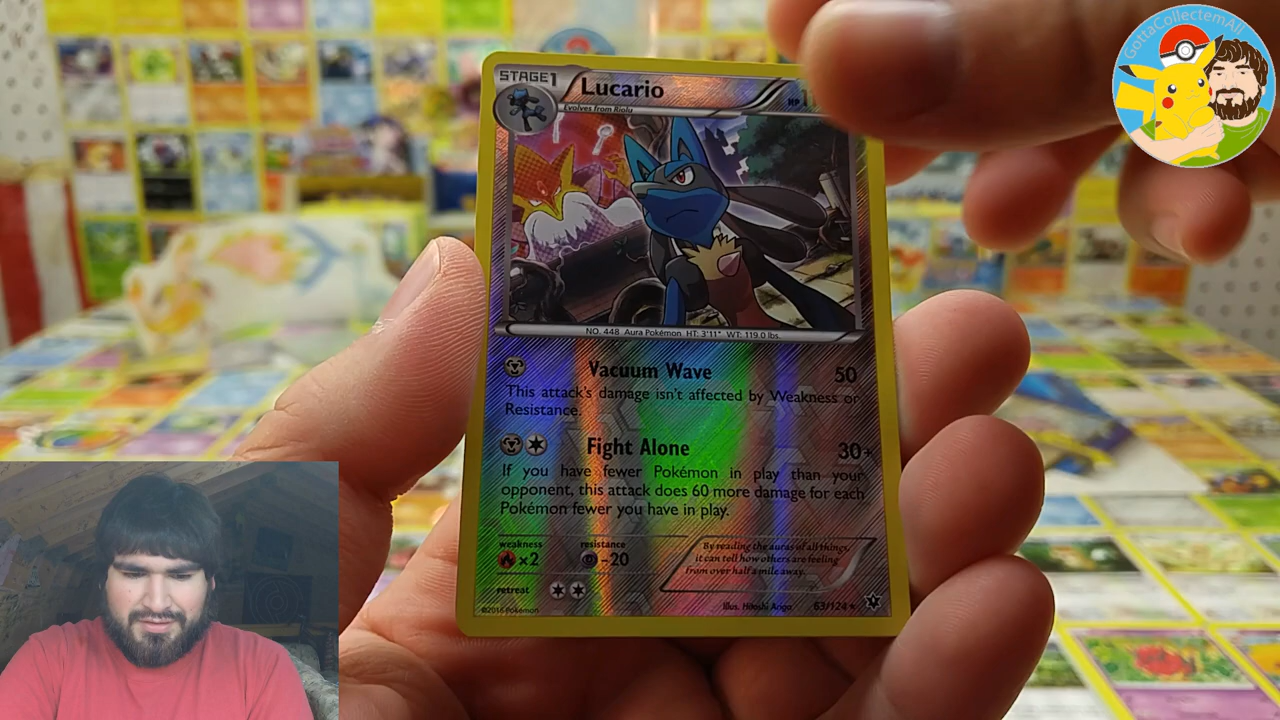 GottaCollectemAll
STAGE1
Lucario
HP
Evolves from Riolu
NO. 448 Aura Pokémon HT: 3'11" WT: 119.0 lbs.
Vacuum Wave 50
This attack's damage isn't affected by Weakness or
Resistance.
Fight Alone 30+
If you have fewer Pokémon in play than your
opponent, this attack does 60 more damage for each
Pokémon fewer you have in play.
weakness resistance
×2 -20
By reading the auras of all things,
it can tell how others are feeling
from over half a mile away.
retreat
©2016 Pokémon Illus. Hitoshi Ariga 63/124 ★